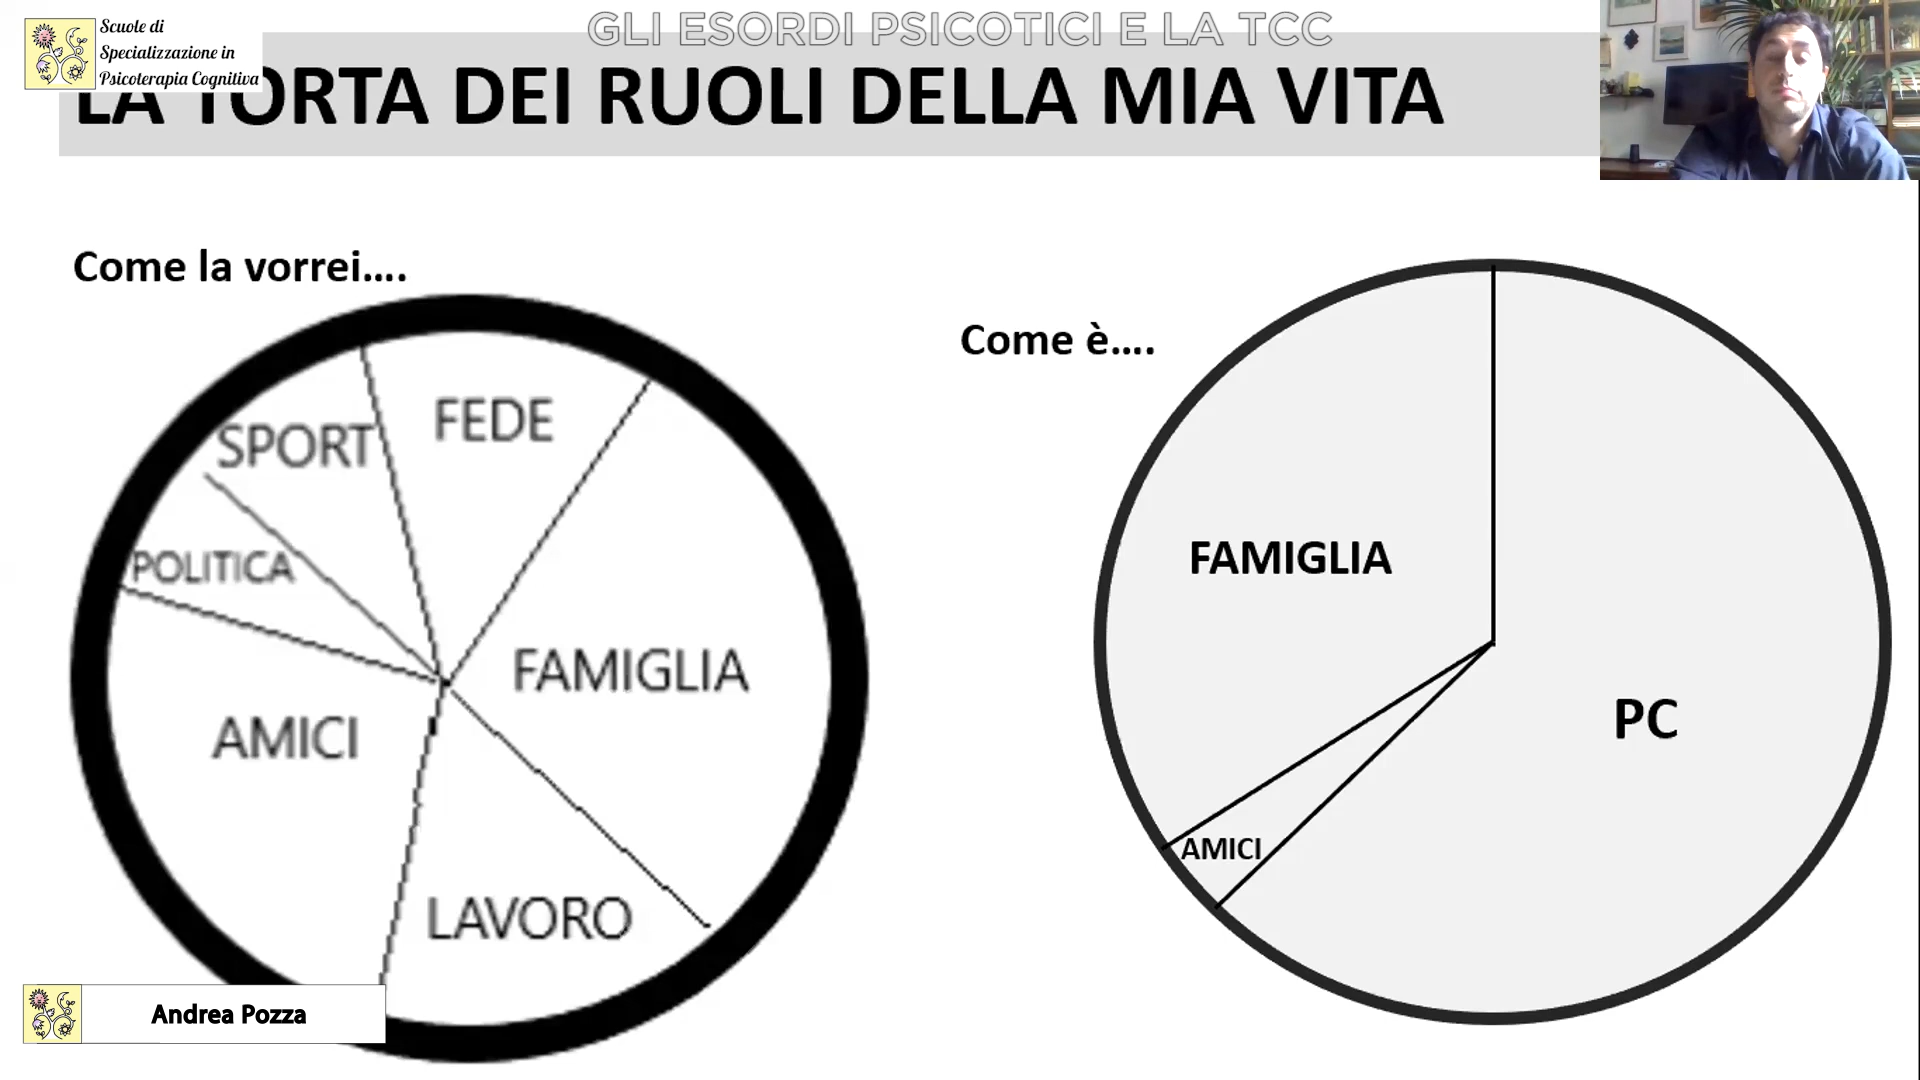 Scuole di
Specializzazione in
Psicoterapia Cognitiva
GLI ESORDI PSICOTICI E LA TCC
LA TORTA DEI RUOLI DELLA MIA VITA
Come la vorrei....
FEDE
SPORT
POLITICA
FAMIGLIA
AMICI
LAVORO
Come è....
FAMIGLIA
PC
AMICI
Andrea Pozza